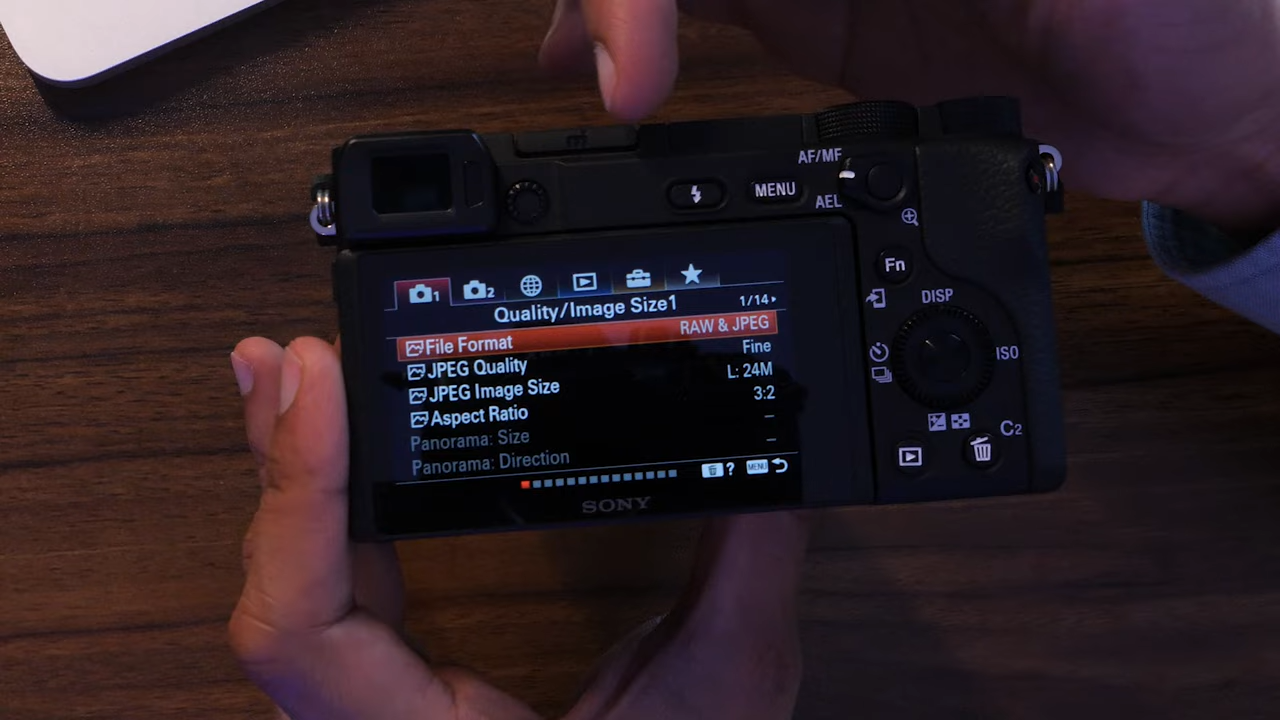 AF/MF
MENU
AEL
Fn
DISP
ISO
C2
1
2
Quality/Image Size1 1/14
File Format RAW & JPEG
JPEG Quality Fine
JPEG Image Size L: 24M
Aspect Ratio 3:2
Panorama: Size –
Panorama: Direction –
? MENU
SONY